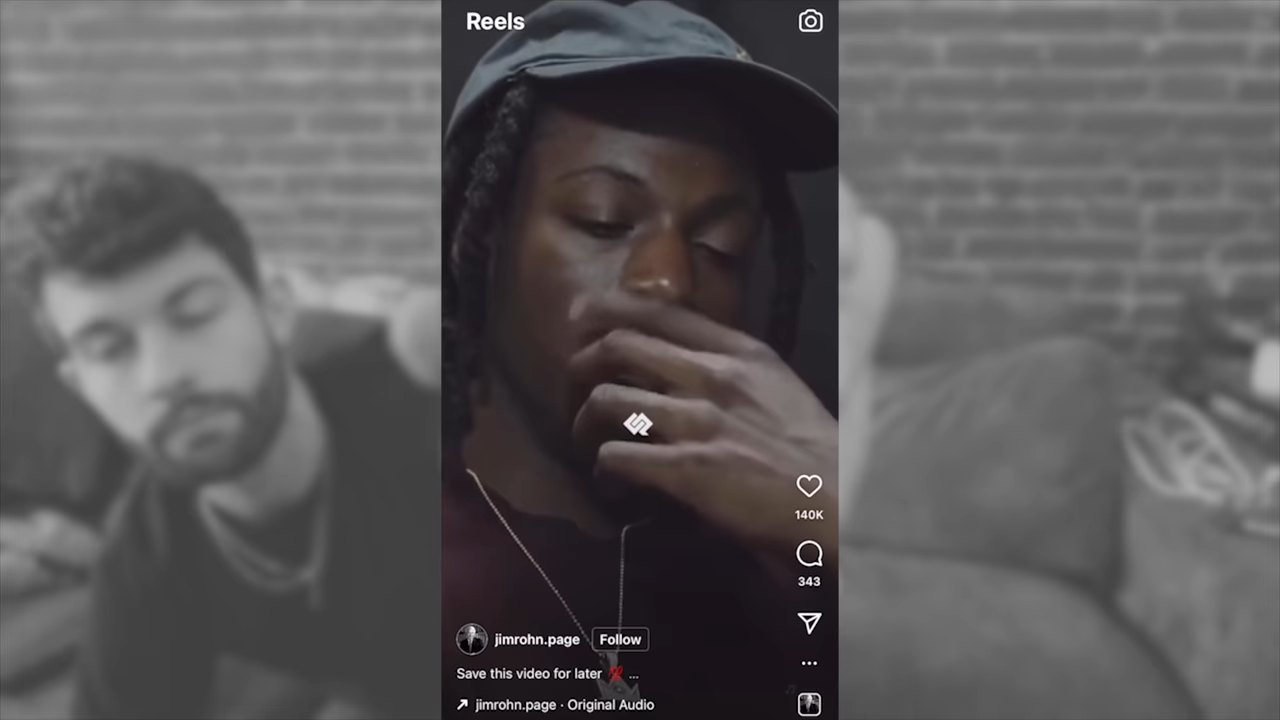 Reels
140K
343
jimrohn.page Follow
Save this video for later 💯 ...
jimrohn.page · Original Audio